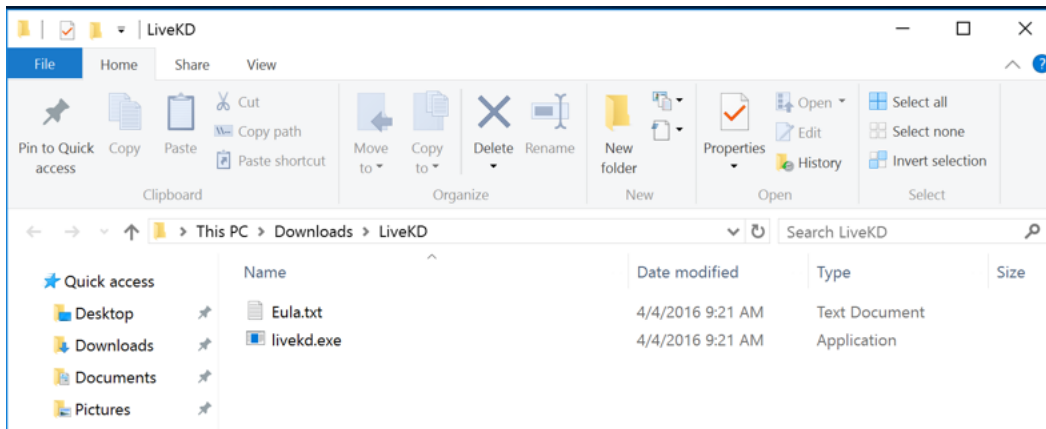 LiveKD
File Home Share View
Pin to Quick access
Copy
Paste
Cut
Copy path
Paste shortcut
Move to
Copy to
Delete
Rename
New folder
Properties
Open
Edit
History
Select all
Select none
Invert selection
Clipboard Organize New Open Select
This PC > Downloads > LiveKD
Search LiveKD
Name Date modified Type Size
Quick access
Desktop
Downloads
Documents
Pictures
Eula.txt 4/4/2016 9:21 AM Text Document
livekd.exe 4/4/2016 9:21 AM Application